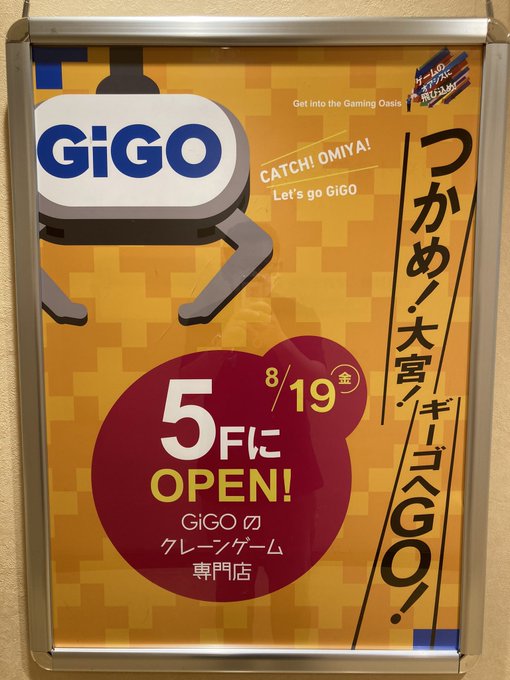 GiGO
Get into the Gaming Oasis
ゲームの
オアシスに
飛び込め!
CATCH! OMIYA!
Let's go GiGO
つかめ!大宮!
ギーゴへGO!
8/19(金)
5Fに
OPEN!
GiGOの
クレーンゲーム
専門店